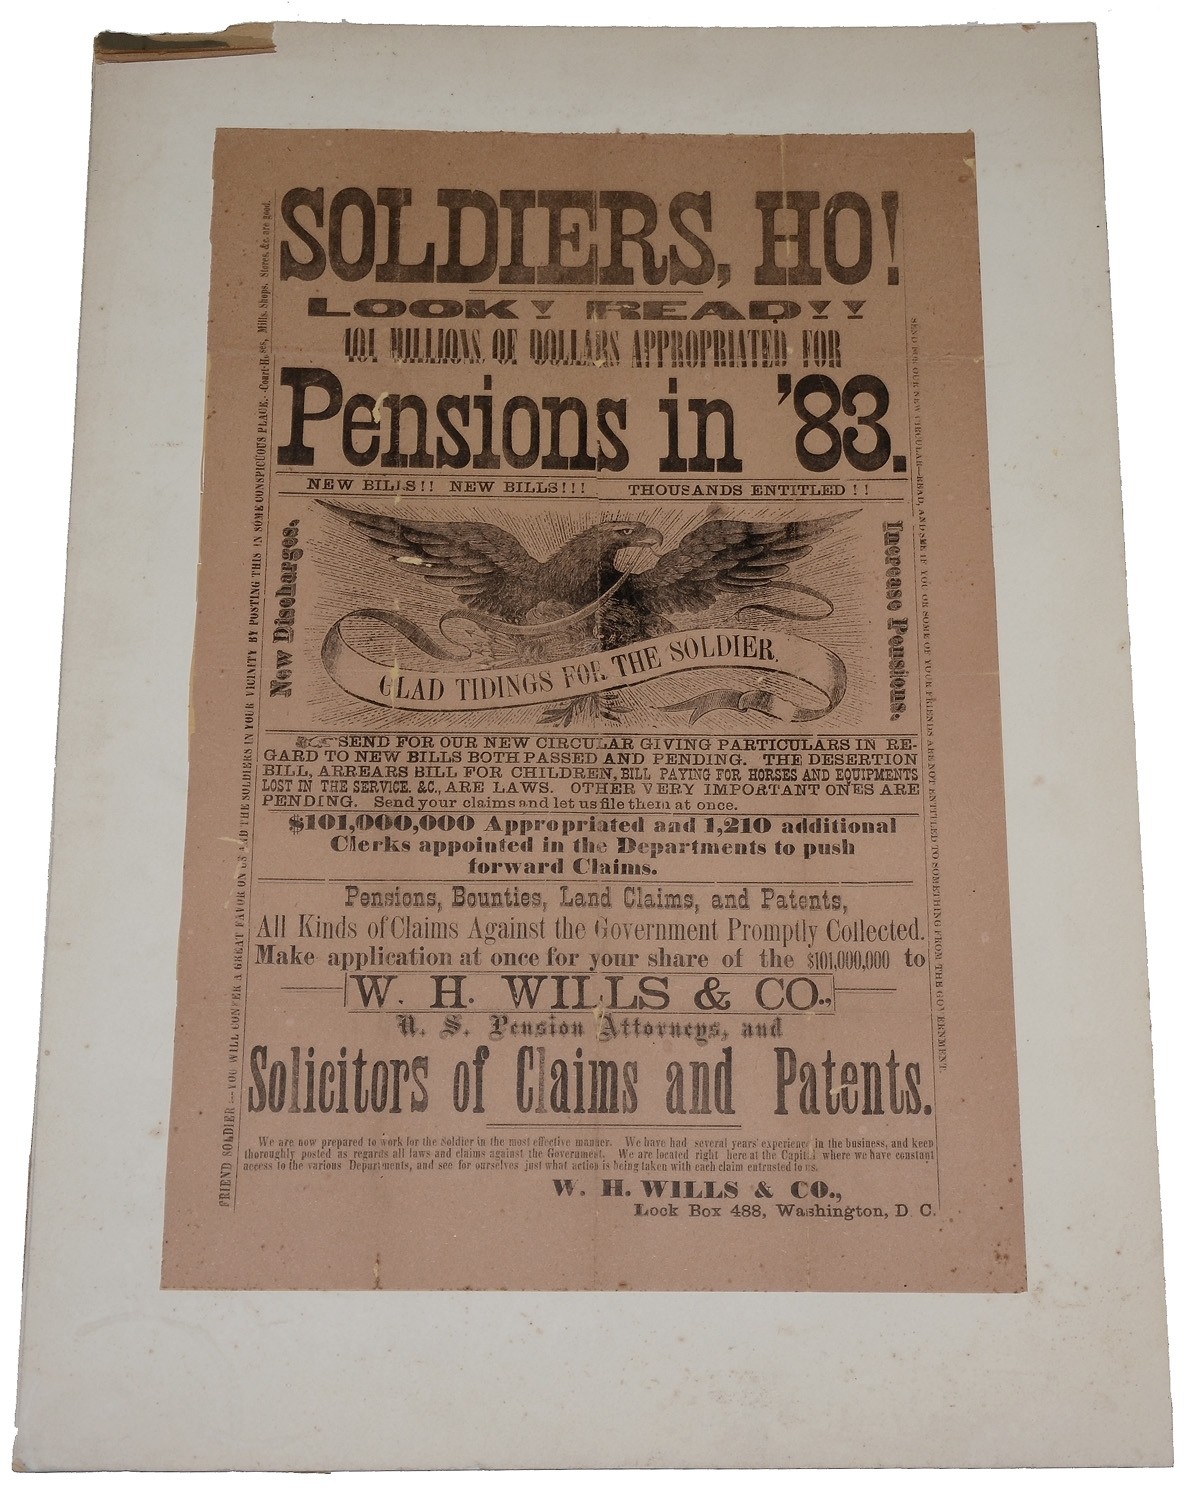 SOLDIERS, HO!
LOOK! READ!!
101 MILLIONS OF DOLLARS APPROPRIATED FOR
Pensions in '83.
NEW BILLS!! NEW BILLS!!! THOUSANDS ENTITLED!!
New Discharges.
GLAD TIDINGS FOR THE SOLDIER.
Increase Pensions.
SEND FOR OUR NEW CIRCULAR GIVING PARTICULARS IN RE-
GARD TO NEW BILLS BOTH PASSED AND PENDING. THE DESERTION
BILL, ARREARS BILL FOR CHILDREN, BILL PAYING FOR HORSES AND EQUIPMENTS
LOST IN THE SERVICE, &C., ARE LAWS. OTHER VERY IMPORTANT ONES ARE
PENDING. Send your claims and let us file them at once.
$101,000,000 Appropriated and 1,210 additional
Clerks appointed in the Departments to push
forward Claims.
Pensions, Bounties, Land Claims, and Patents,
All Kinds of Claims Against the Government Promptly Collected.
Make application at once for your share of the $101,000,000 to
W. H. WILLS & CO.,
U. S. Pension Attorneys, and
Solicitors of Claims and Patents.
We are now prepared to work for the Soldier in the most effective manner. We have had several years' experience in the business, and keep
thoroughly posted as regards all laws and claims against the Government. We are located right here at the Capital where we have constant
access to the various Departments, and see for ourselves just what action is being taken with each claim entrusted to us.
W. H. WILLS & CO.,
Lock Box 488, Washington, D. C.
FRIEND SOLDIER:—YOU WILL CONFER A GREAT FAVOR ON US AND THE SOLDIERS IN YOUR VICINITY BY POSTING THIS IN SOME CONSPICUOUS PLACE.-Court-Houses, Mills, Shops, Stores, &c. are good.
SEND FOR OUR NEW CIRCULAR—READ, AND SEE IF YOU OR SOME OF YOUR FRIENDS ARE NOT ENTITLED TO SOMETHING FROM THE GOVERNMENT.